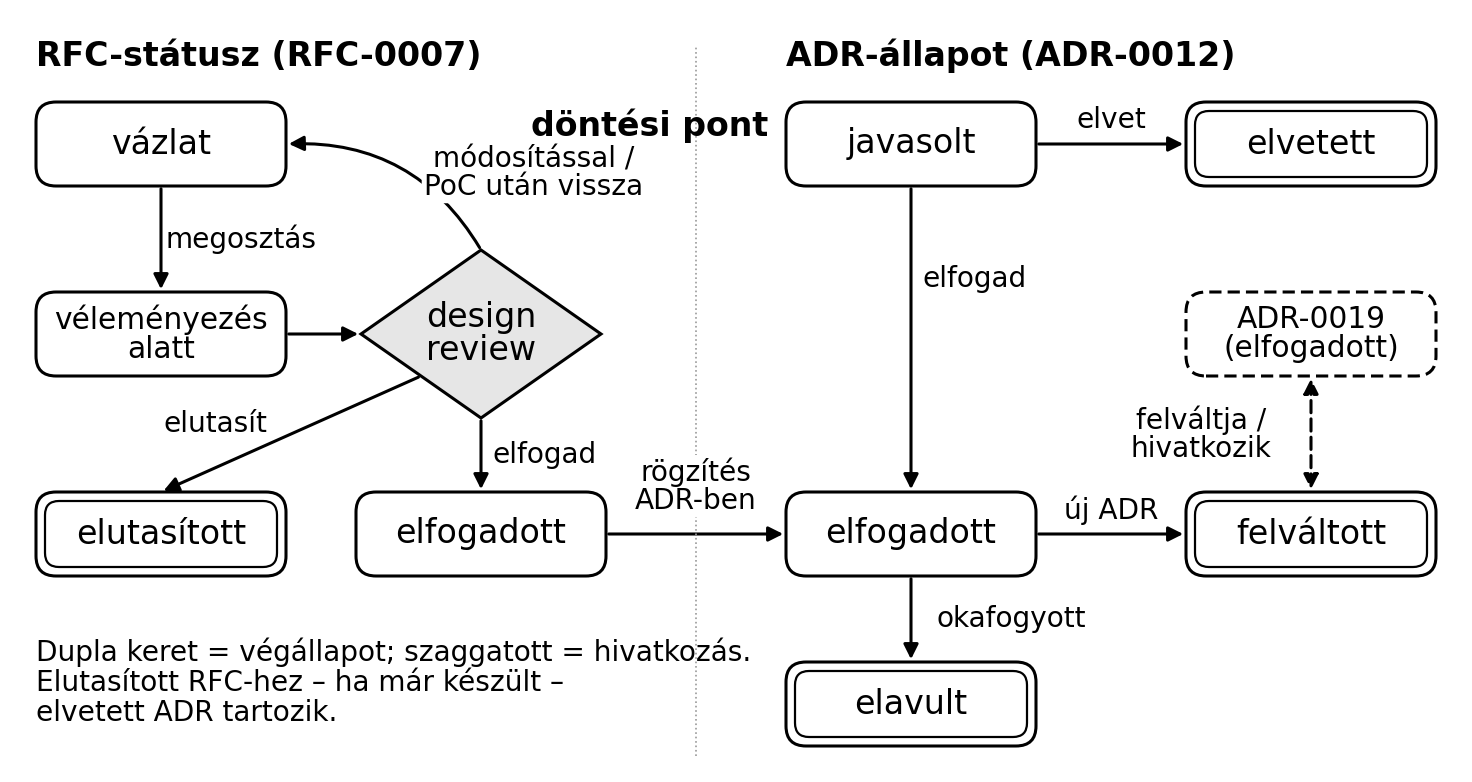 RFC-státusz (RFC-0007)
vázlat
döntési pont
módosítással /
PoC után vissza
megosztás
véleményezés
alatt
design
review
elutasít
elfogad
elutasított
elfogadott
rögzítés
ADR-ben
Dupla keret = végállapot; szaggatott = hivatkozás.
Elutasított RFC-hez – ha már készült –
elvetett ADR tartozik.
ADR-állapot (ADR-0012)
javasolt
elvet
elvetett
elfogad
ADR-0019
(elfogadott)
felváltja /
hivatkozik
elfogadott
új ADR
felváltott
okafogyott
elavult